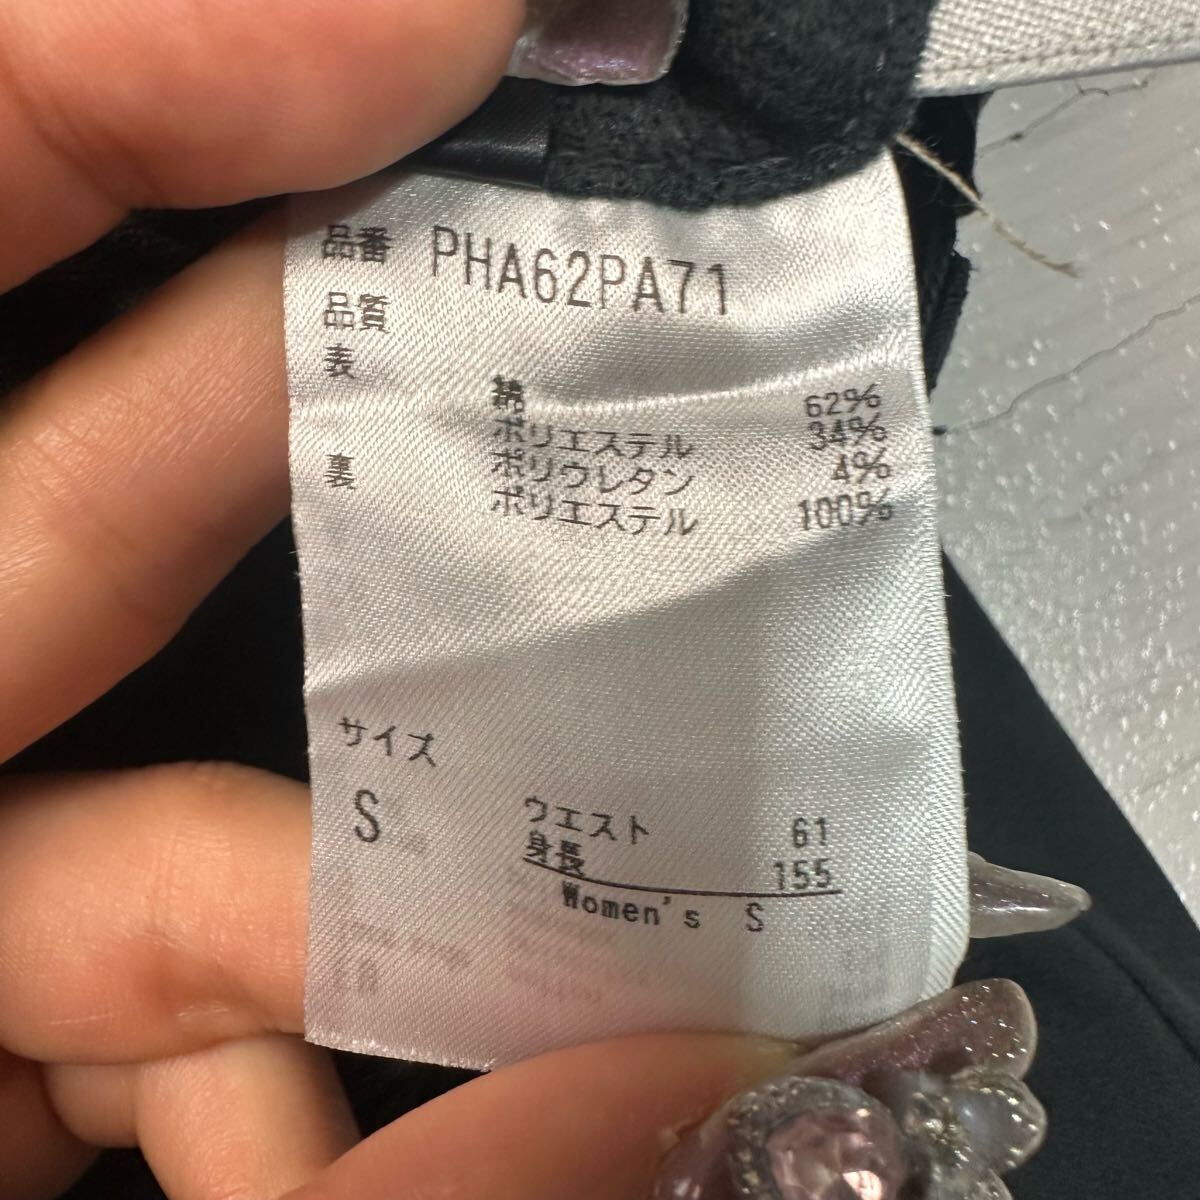 品番 PHA62PA71
品質
表
綿 62%
ポリエステル 34%
ポリウレタン 4%
裏 ポリエステル 100%
サイズ
S ウエスト 61
身長 155
Women's S